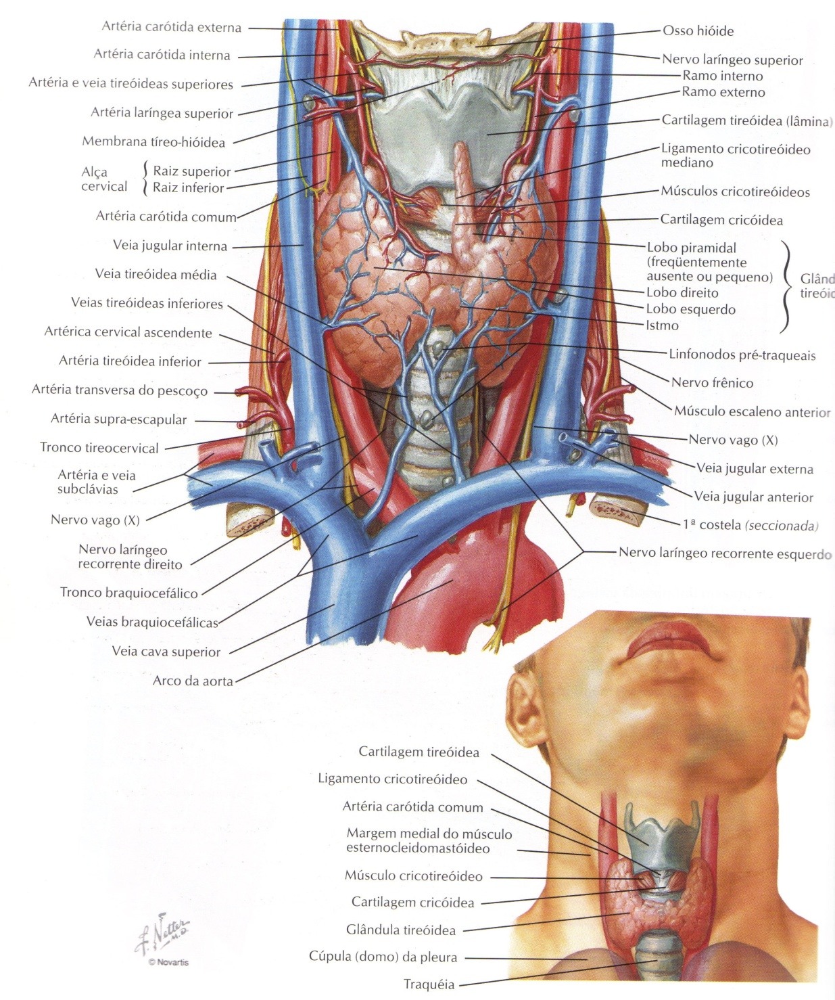 Artéria carótida externa
Artéria carótida interna
Artéria e veia tireóideas superiores
Artéria laríngea superior
Membrana tíreo-hióidea
Alça
cervical
Raiz superior
Raiz inferior
Artéria carótida comum
Veia jugular interna
Veia tireóidea média
Veias tireóideas inferiores
Artérica cervical ascendente
Artéria tireóidea inferior
Artéria transversa do pescoço
Artéria supra-escapular
Tronco tireocervical
Artéria e veia
subclávias
Nervo vago (X)
Nervo laríngeo
recorrente direito
Tronco braquiocefálico
Veias braquiocefálicas
Veia cava superior
Arco da aorta
Osso hióide
Nervo laríngeo superior
Ramo interno
Ramo externo
Cartilagem tireóidea (lâmina)
Ligamento cricotireóideo
mediano
Músculos cricotireóideos
Cartilagem cricóidea
Lobo piramidal
(freqüentemente
ausente ou pequeno)
Lobo direito
Lobo esquerdo
Istmo
Glând
tireóid
Linfonodos pré-traqueais
Nervo frênico
Músculo escaleno anterior
Nervo vago (X)
Veia jugular externa
Veia jugular anterior
1ª costela (seccionada)
Nervo laríngeo recorrente esquerdo
Cartilagem tireóidea
Ligamento cricotireóideo
Artéria carótida comum
Margem medial do músculo
esternocleidomastóideo
Músculo cricotireóideo
Cartilagem cricóidea
Glândula tireóidea
Cúpula (domo) da pleura
Traquéia
F. Netter
M.D.
© Novartis